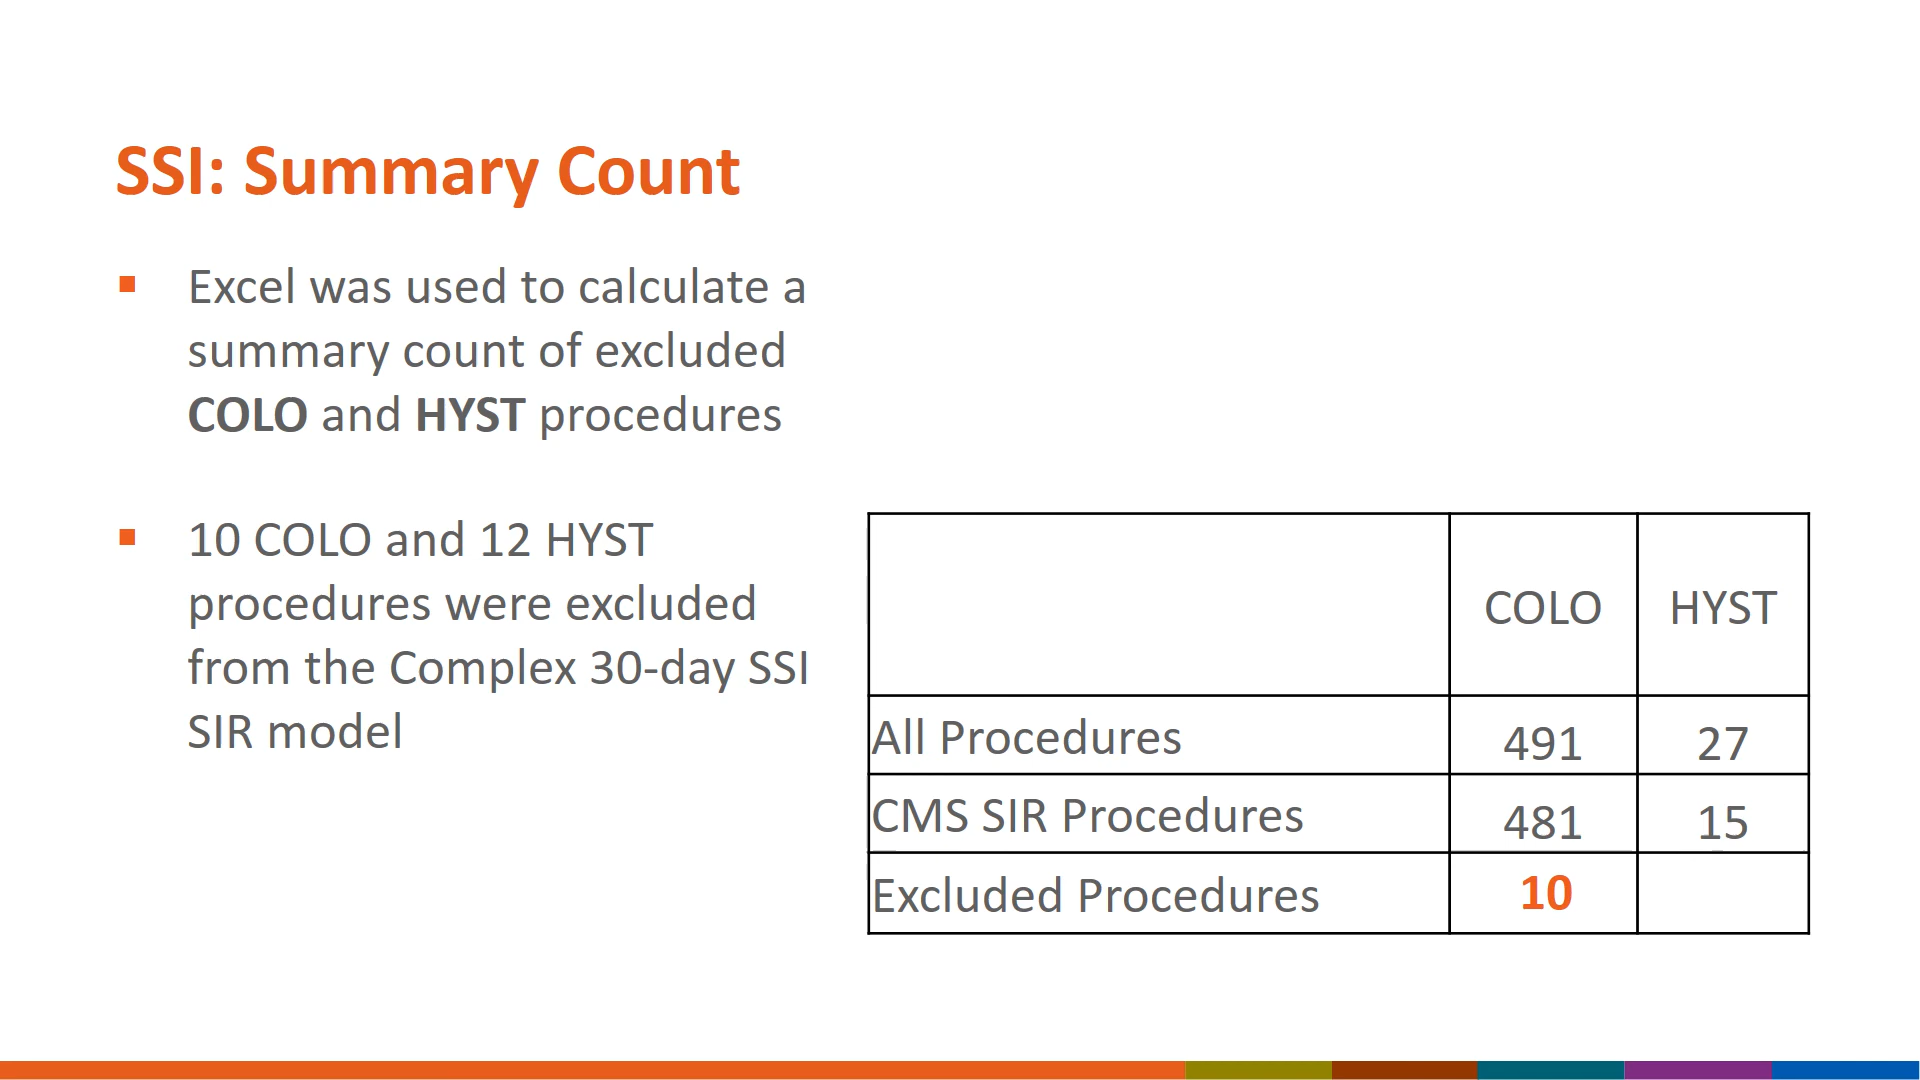 SSI: Summary Count
Excel was used to calculate a
summary count of excluded
COLO and HYST procedures
10 COLO and 12 HYST
procedures were excluded
from the Complex 30-day SSI
SIR model
COLO HYST
All Procedures 491 27
CMS SIR Procedures 481 15
Excluded Procedures 10